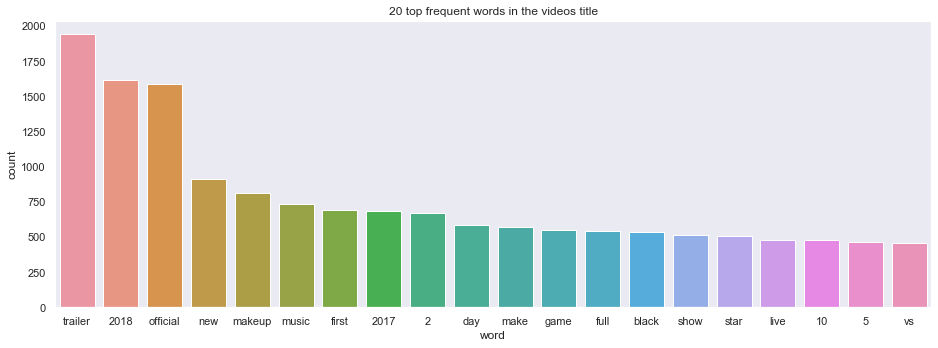 20 top frequent words in the videos title
2000
1750
1500
1250
1000
750
500
250
0
count
trailer 2018 official new makeup music first 2017 2 day make game full black show star live 10 5 vs
word